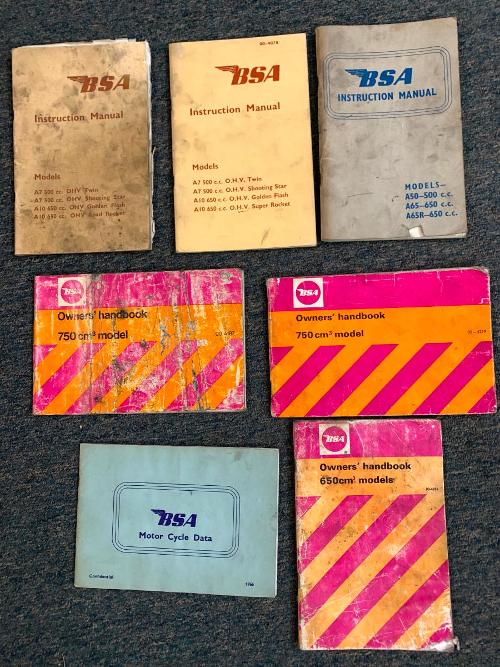 BSA
Instruction Manual
Models
A7 500 cc. OHV Twin
A7 500 cc. OHV Shooting Star
A10 650 cc. OHV Golden Flash
A10 650 cc. OHV Road Rocket
00-4078
BSA
Instruction Manual
Models
A7 500 c.c. O.H.V. Twin
A7 500 c.c. O.H.V. Shooting Star
A10 650 c.c. O.H.V. Golden Flash
A10 650 c.c. O.H.V. Super Rocket
BSA
INSTRUCTION MANUAL
MODELS—
A50—500 c.c.
A65—650 c.c.
A65R—650 c.c.
BSA
Owners' handbook
750 cm³ model
BSA
Owners' handbook
750 cm³ model
BSA
Motor Cycle Data
Confidential
BSA
Owners' handbook
650cm³ models